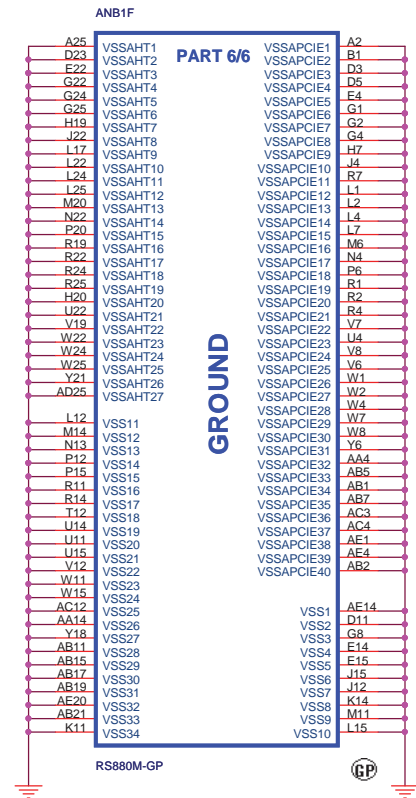 ANB1F
PART 6/6
GROUND
A25 VSSAHT1
D23 VSSAHT2
E22 VSSAHT3
G22 VSSAHT4
G24 VSSAHT5
G25 VSSAHT6
H19 VSSAHT7
J22 VSSAHT8
L17 VSSAHT9
L22 VSSAHT10
L24 VSSAHT11
L25 VSSAHT12
M20 VSSAHT13
N22 VSSAHT14
P20 VSSAHT15
R19 VSSAHT16
R22 VSSAHT17
R24 VSSAHT18
R25 VSSAHT19
H20 VSSAHT20
U22 VSSAHT21
V19 VSSAHT22
W22 VSSAHT23
W24 VSSAHT24
W25 VSSAHT25
Y21 VSSAHT26
AD25 VSSAHT27
L12 VSS11
M14 VSS12
N13 VSS13
P12 VSS14
P15 VSS15
R11 VSS16
R14 VSS17
T12 VSS18
U14 VSS19
U11 VSS20
U15 VSS21
V12 VSS22
W11 VSS23
W15 VSS24
AC12 VSS25
AA14 VSS26
Y18 VSS27
AB11 VSS28
AB15 VSS29
AB17 VSS30
AB19 VSS31
AE20 VSS32
AB21 VSS33
K11 VSS34
VSSAPCIE1 A2
VSSAPCIE2 B1
VSSAPCIE3 D3
VSSAPCIE4 D5
VSSAPCIE5 E4
VSSAPCIE6 G1
VSSAPCIE7 G2
VSSAPCIE8 G4
VSSAPCIE9 H7
VSSAPCIE10 J4
VSSAPCIE11 R7
VSSAPCIE12 L1
VSSAPCIE13 L2
VSSAPCIE14 L4
VSSAPCIE15 L7
VSSAPCIE16 M6
VSSAPCIE17 N4
VSSAPCIE18 P6
VSSAPCIE19 R1
VSSAPCIE20 R2
VSSAPCIE21 R4
VSSAPCIE22 V7
VSSAPCIE23 U4
VSSAPCIE24 V8
VSSAPCIE25 V6
VSSAPCIE26 W1
VSSAPCIE27 W2
VSSAPCIE28 W4
VSSAPCIE29 W7
VSSAPCIE30 W8
VSSAPCIE31 Y6
VSSAPCIE32 AA4
VSSAPCIE33 AB5
VSSAPCIE34 AB1
VSSAPCIE35 AB7
VSSAPCIE36 AC3
VSSAPCIE37 AC4
VSSAPCIE38 AE1
VSSAPCIE39 AE4
VSSAPCIE40 AB2
VSS1 AE14
VSS2 D11
VSS3 G8
VSS4 E14
VSS5 E15
VSS6 J15
VSS7 J12
VSS8 K14
VSS9 M11
VSS10 L15
RS880M-GP
GP